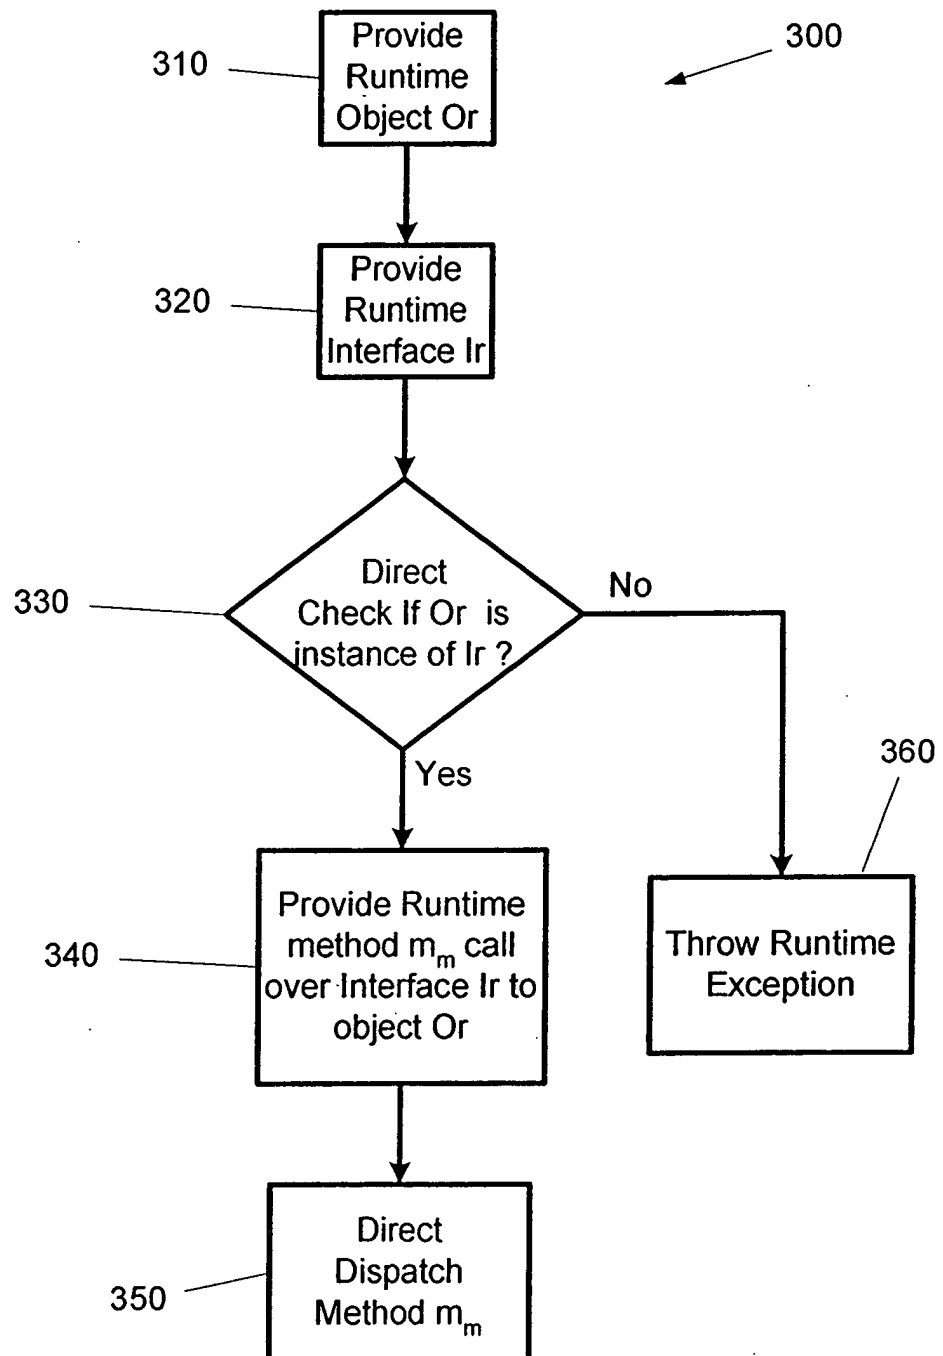 300
310
Provide
Runtime
Object Or
320
Provide
Runtime
Interface Ir
330
Direct
Check If Or is
instance of Ir ?
No
Yes
360
340
Provide Runtime
method mₘ call
over Interface Ir to
object Or
Throw Runtime
Exception
350
Direct
Dispatch
Method mₘ